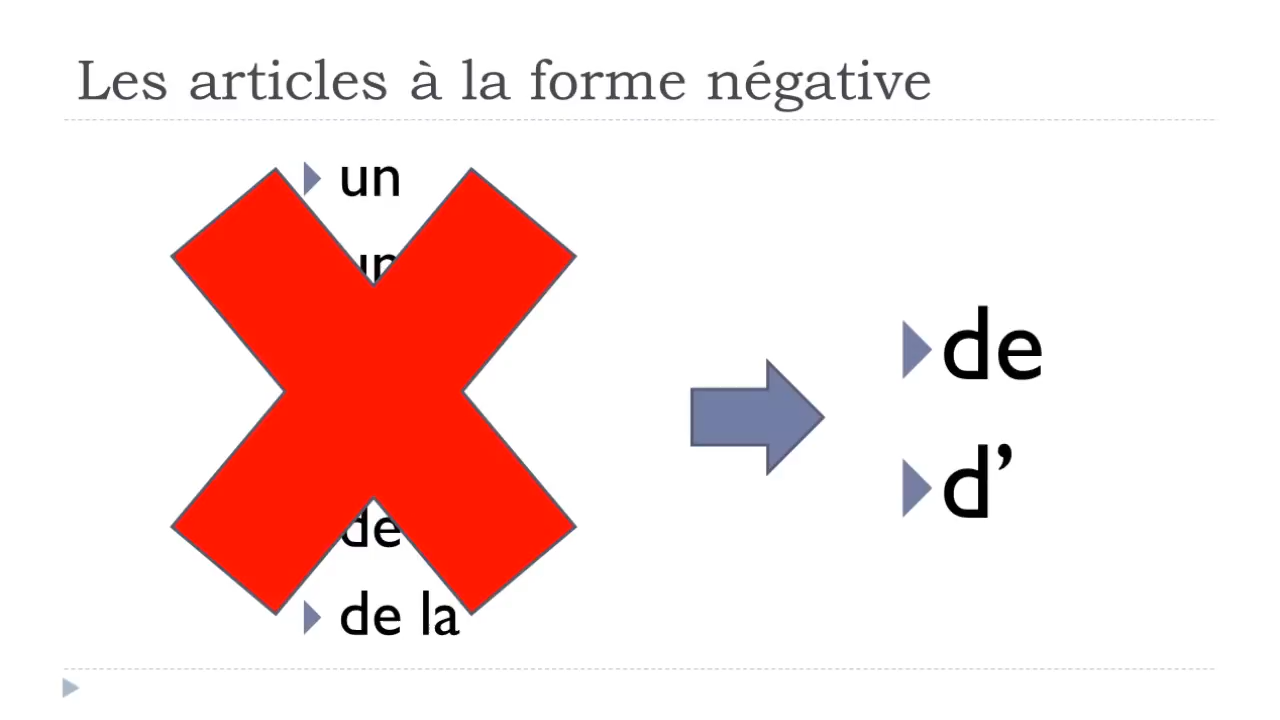 Les articles à la forme négative
un
de la
de
d’